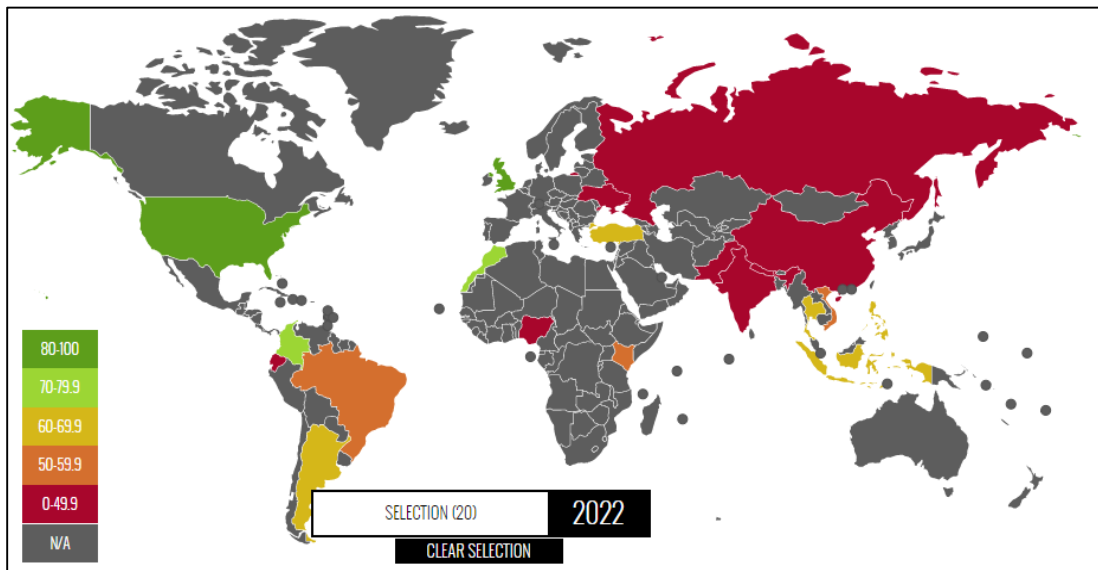 80-100
70-79.9
60-69.9
50-59.9
0-49.9
N/A
SELECTION (20)
2022
CLEAR SELECTION